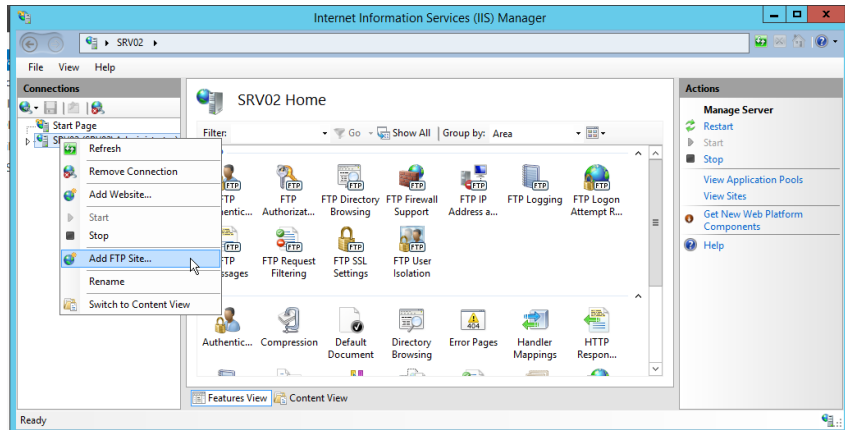 Internet Information Services (IIS) Manager
SRV02
File View Help
Connections
Start Page
SRV02 (SRV02\Administrator)
Refresh
Remove Connection
Add Website...
Start
Stop
Add FTP Site...
Rename
Switch to Content View
SRV02 Home
Filter: Go Show All Group by: Area
FTP
FTP FTP Directory FTP Firewall FTP IP FTP Logging FTP Logon
Authorizat... Browsing Support Address a... Attempt R...
FTP FTP Request FTP SSL FTP User
Filtering Settings Isolation
Authentic... Compression Default Directory Error Pages Handler HTTP
Document Browsing Mappings Respon...
Features View Content View
Actions
Manage Server
Restart
Start
Stop
View Application Pools
View Sites
Get New Web Platform
Components
Help
Ready